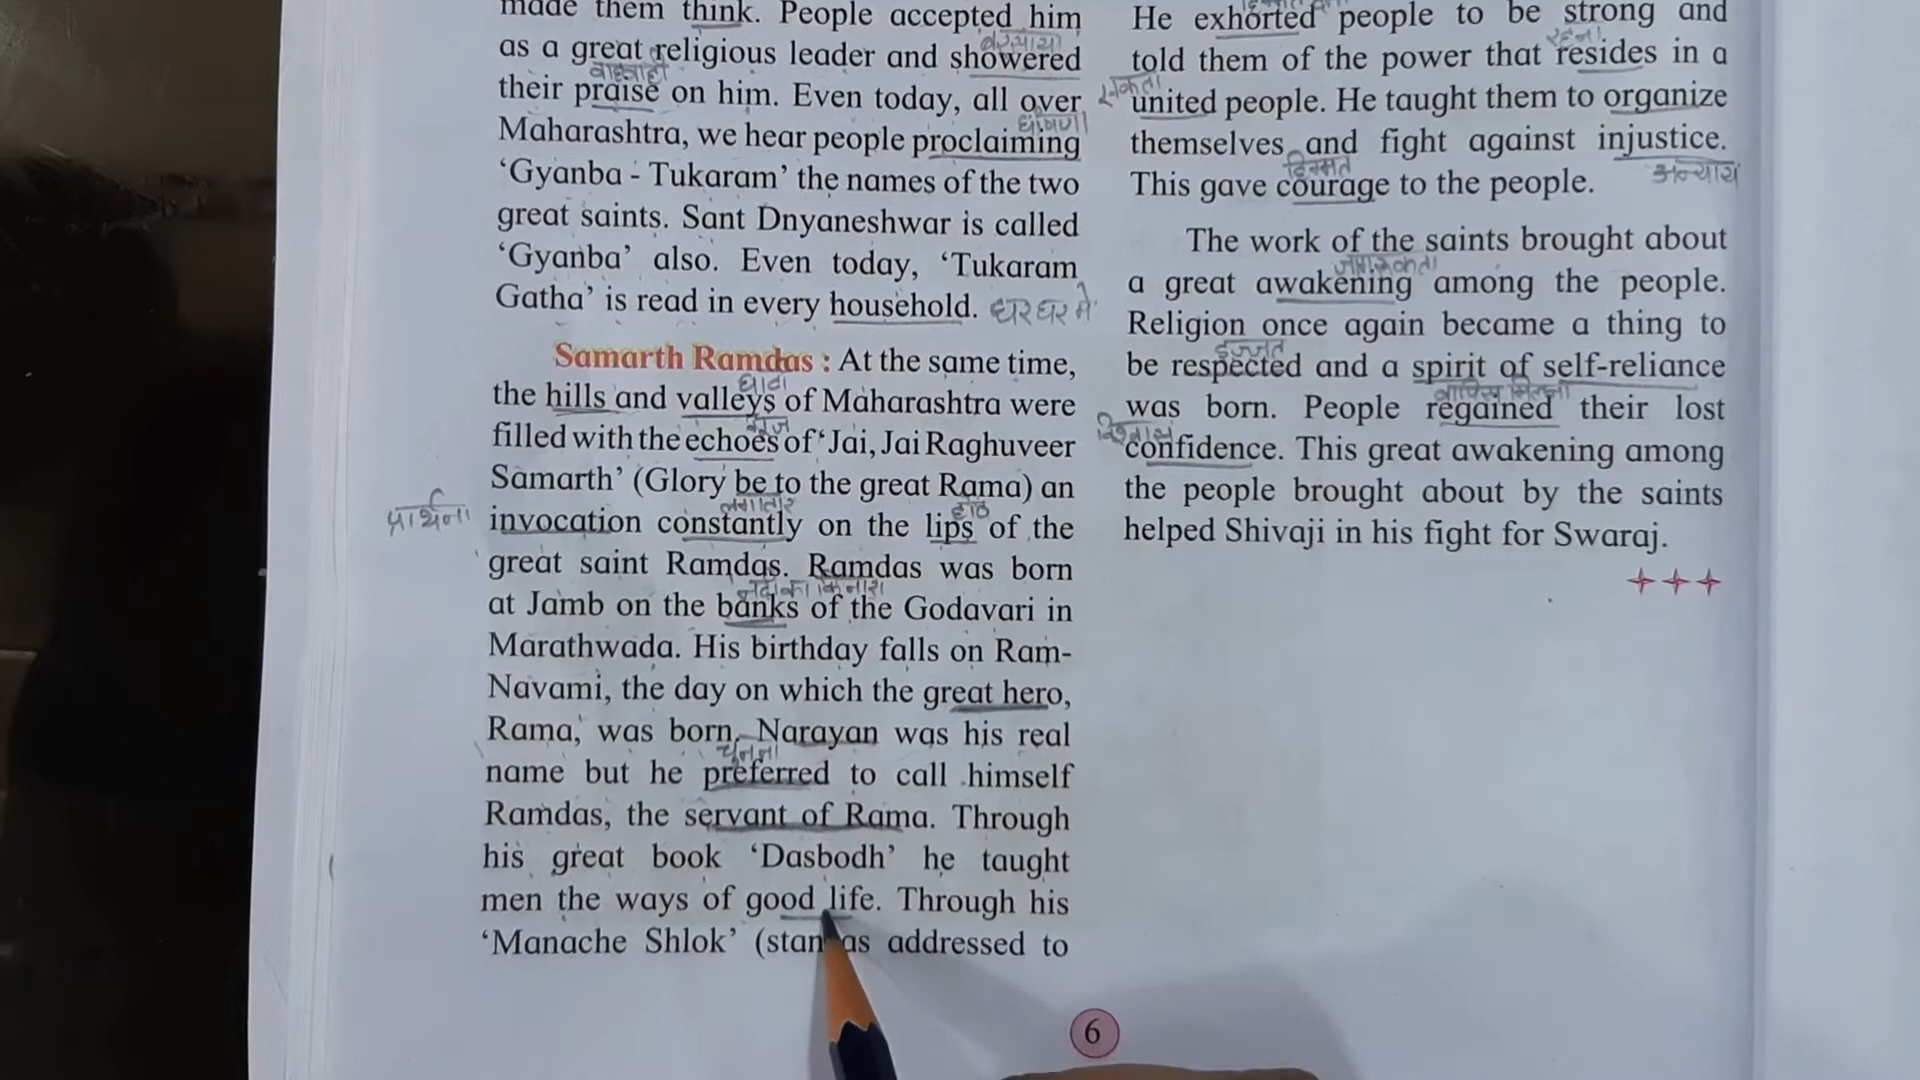 made them think. People accepted him
as a great religious leader and showered
their praise on him. Even today, all over
Maharashtra, we hear people proclaiming
‘Gyanba - Tukaram’ the names of the two
great saints. Sant Dnyaneshwar is called
‘Gyanba’ also. Even today, ‘Tukaram
Gatha’ is read in every household. घर घर में
Samarth Ramdas : At the same time,
the hills and valleys of Maharashtra were
filled with the echoes of ‘Jai, Jai Raghuveer
Samarth’ (Glory be to the great Rama) an
लगातार
होठ
प्रार्थना
invocation constantly on the lips of the
great saint Ramdas. Ramdas was born
नदी का किनारा
at Jamb on the banks of the Godavari in
Marathwada. His birthday falls on Ram-
Navami, the day on which the great hero,
Rama, was born. Narayan was his real
चुनना
name but he preferred to call himself
Ramdas, the servant of Rama. Through
his great book ‘Dasbodh’ he taught
men the ways of good life. Through his
‘Manache Shlok’ (stan as addressed to
He exhorted people to be strong and
रहना
told them of the power that resides in a
united people. He taught them to organize
themselves and fight against injustice.
हिम्मत
अन्याय
This gave courage to the people.
The work of the saints brought about
जागरूकता
a great awakening among the people.
Religion once again became a thing to
इज्जत
be respected and a spirit of self-reliance
वापिस मिलना
was born. People regained their lost
विश्वास
confidence. This great awakening among
the people brought about by the saints
helped Shivaji in his fight for Swaraj.
6